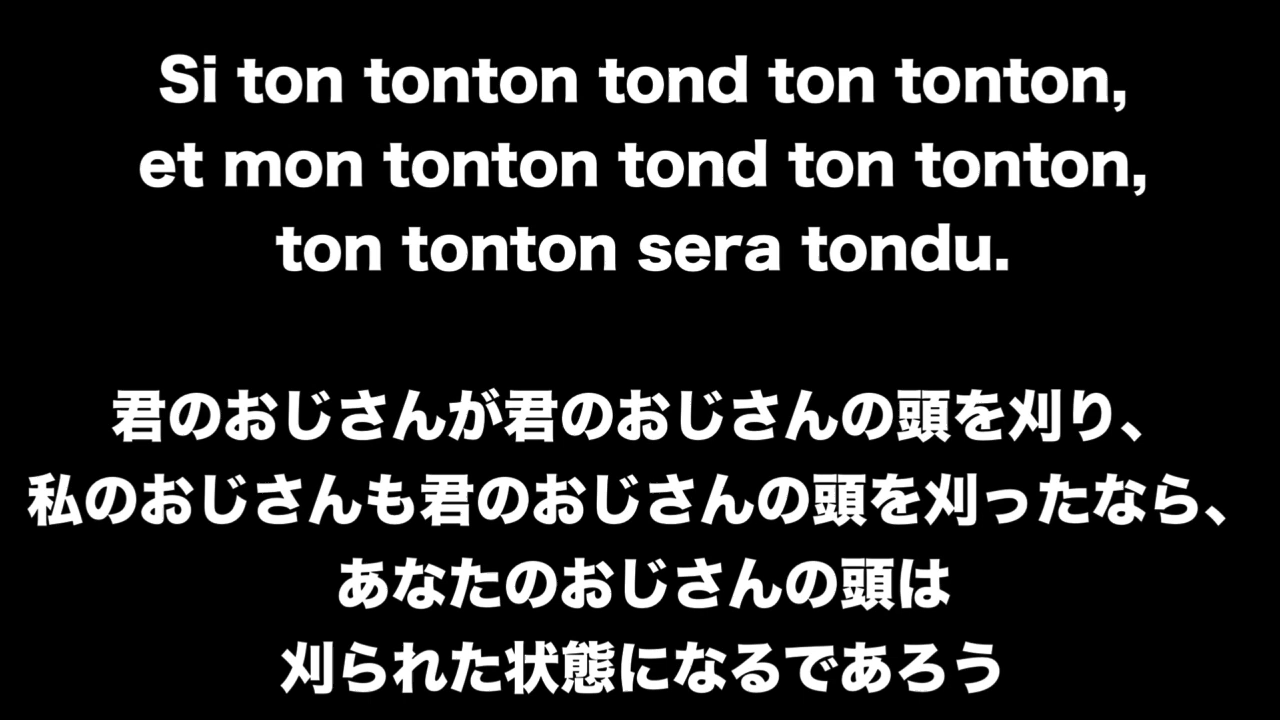 Si ton tonton tond ton tonton,
et mon tonton tond ton tonton,
ton tonton sera tondu.
君のおじさんが君のおじさんの頭を刈り、
私のおじさんも君のおじさんの頭を刈ったなら、
あなたのおじさんの頭は
刈られた状態になるであろう